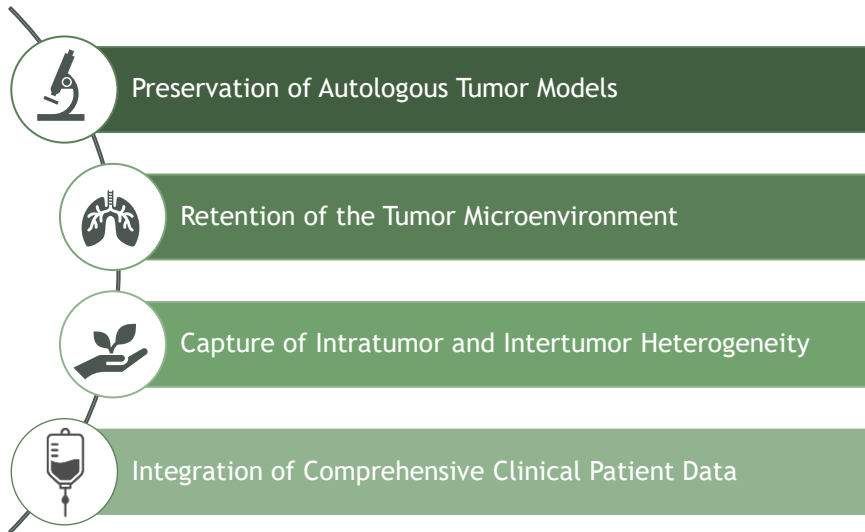 Preservation of Autologous Tumor Models
Retention of the Tumor Microenvironment
Capture of Intratumor and Intertumor Heterogeneity
Integration of Comprehensive Clinical Patient Data